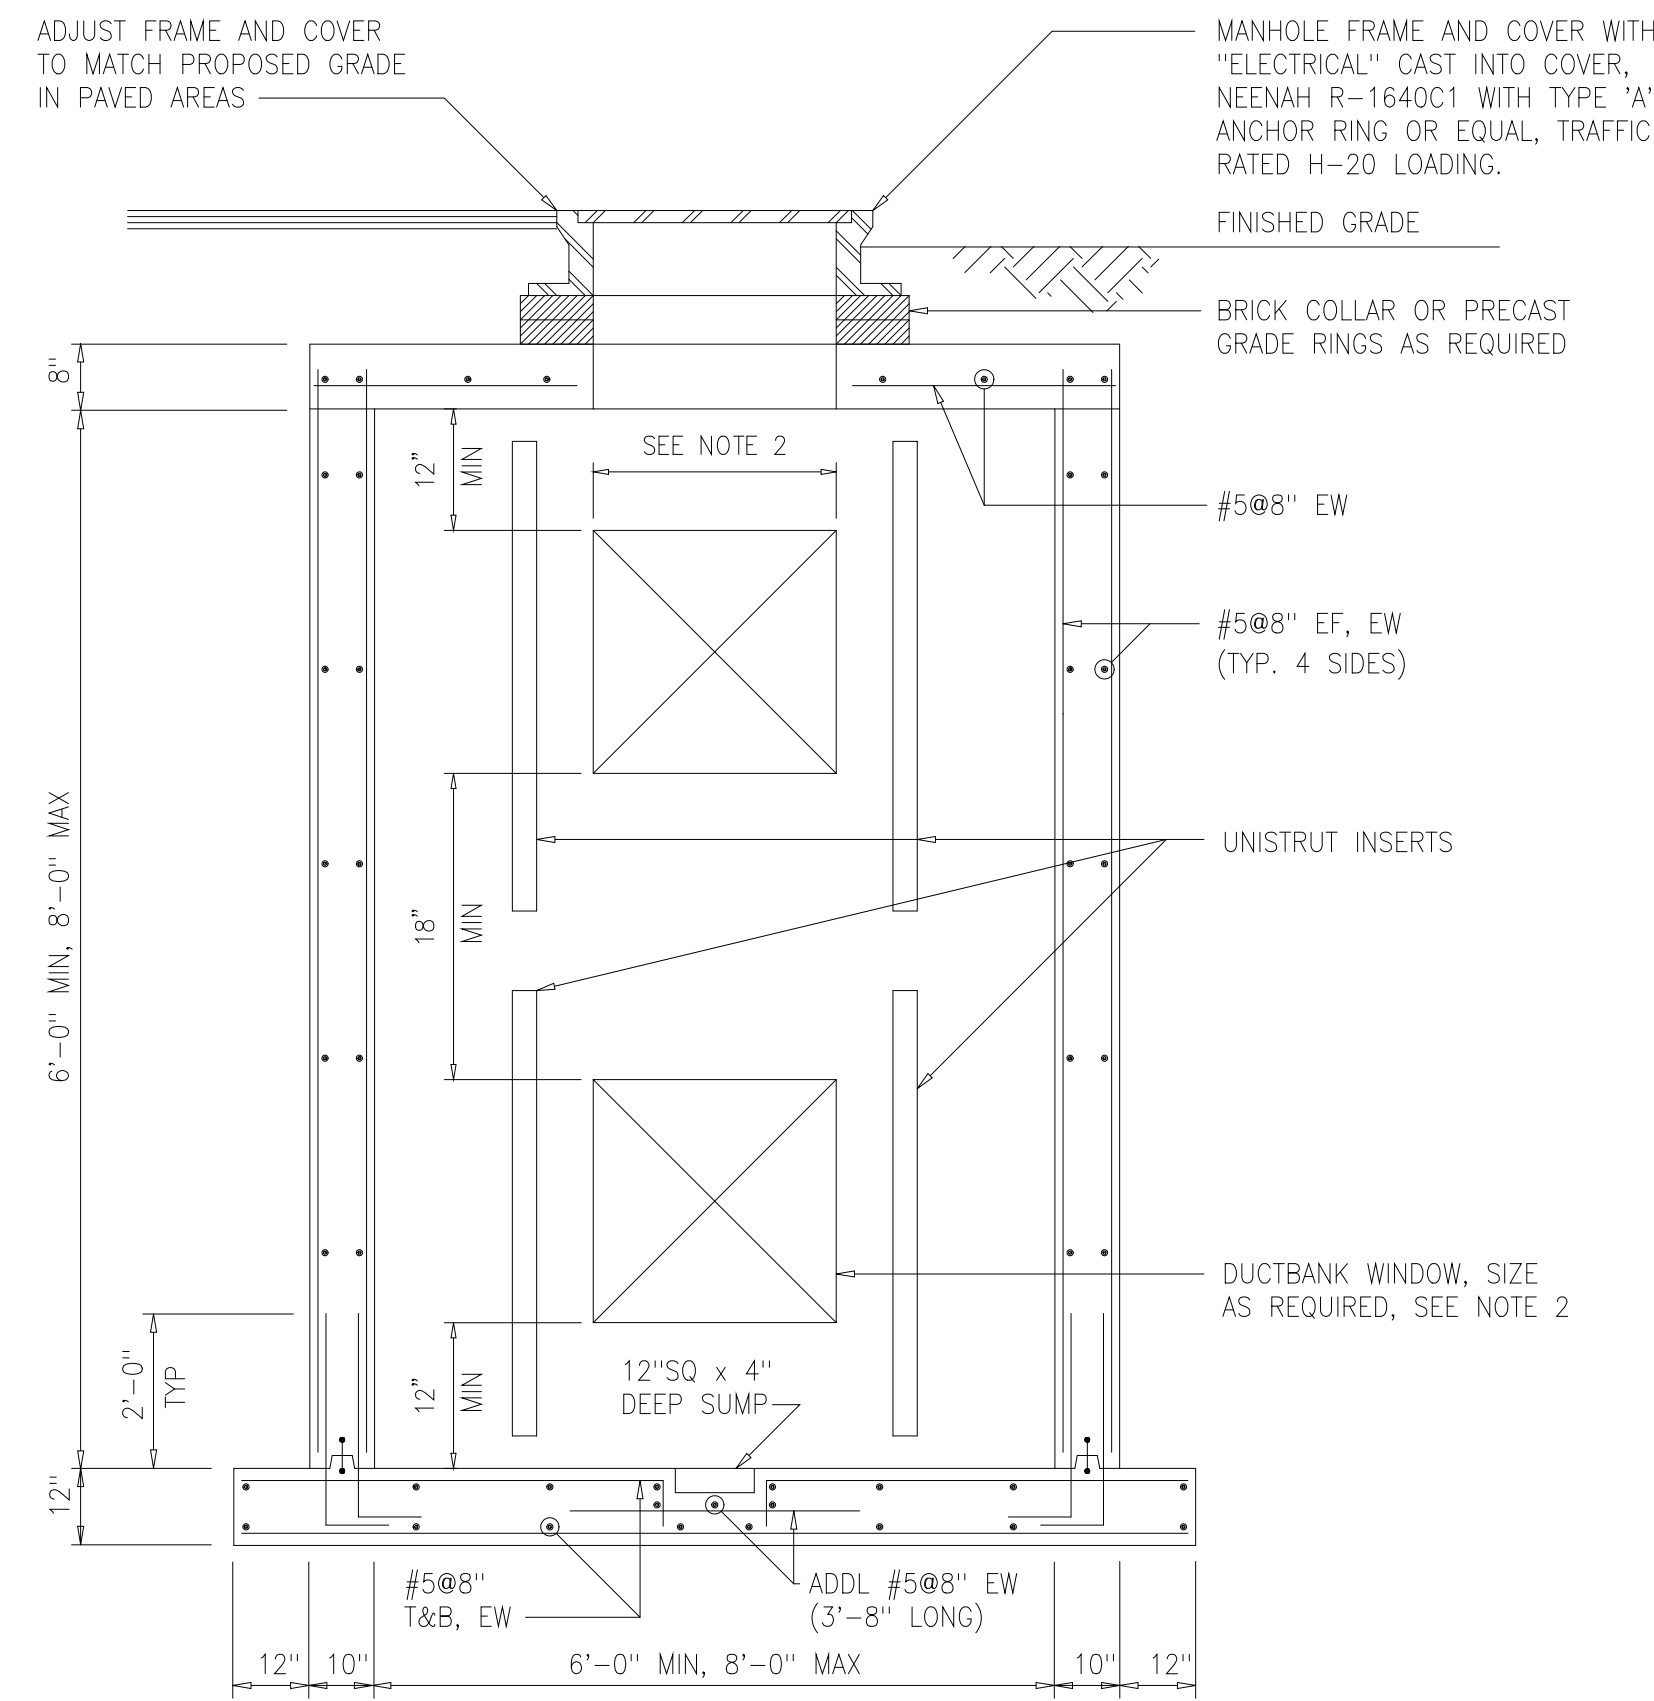 ADJUST FRAME AND COVER
TO MATCH PROPOSED GRADE
IN PAVED AREAS
MANHOLE FRAME AND COVER WITH
"ELECTRICAL" CAST INTO COVER,
NEENAH R-1640C1 WITH TYPE 'A'
ANCHOR RING OR EQUAL, TRAFFIC
RATED H-20 LOADING.
FINISHED GRADE
BRICK COLLAR OR PRECAST
GRADE RINGS AS REQUIRED
8"
12"
MIN
SEE NOTE 2
#5@8" EW
#5@8" EF, EW
(TYP. 4 SIDES)
6'-0" MIN, 8'-0" MAX
18"
MIN
UNISTRUT INSERTS
DUCTBANK WINDOW, SIZE
AS REQUIRED, SEE NOTE 2
2'-0"
TYP
12"
MIN
12"SQ x 4"
DEEP SUMP
12"
#5@8"
T&B, EW
ADDL #5@8" EW
(3'-8" LONG)
12"
10"
6'-0" MIN, 8'-0" MAX
10"
12"